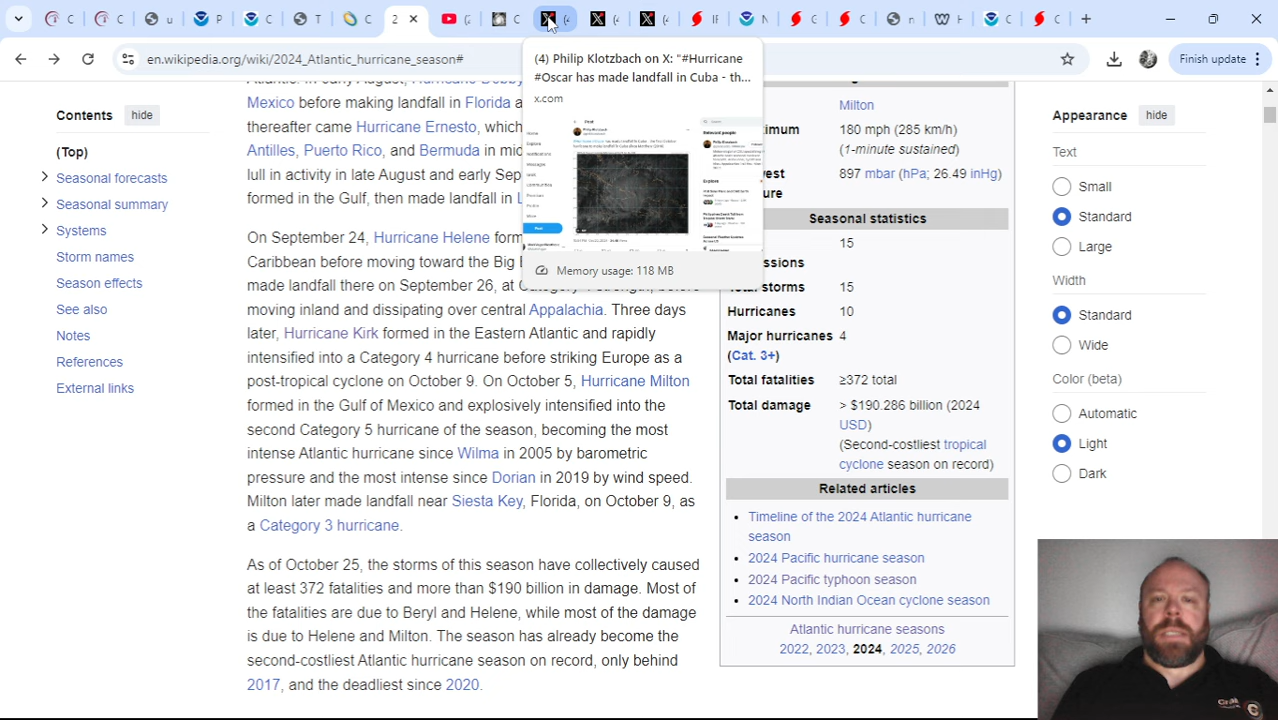 en.wikipedia.org/wiki/2024_Atlantic_hurricane_season#
Finish update
(4) Philip Klotzbach on X: "#Hurricane
#Oscar has made landfall in Cuba - th...
x.com
Memory usage: 118 MB
Contents
hide
(Top)
Seasonal forecasts
Seasonal summary
Systems
Storm names
Season effects
See also
Notes
References
External links
Mexico before making landfall in Florida a
thereafter came Hurricane Ernesto, which
and Bermuda in mid
lull in activity in late August and early Sep
formed in the Gulf, then made landfall in L
On September 24, Hurricane Helene form
Caribbean before moving toward the Big
made landfall there on September 26, at Category 4 strength, before
moving inland and dissipating over central Appalachia. Three days
later, Hurricane Kirk formed in the Eastern Atlantic and rapidly
intensified into a Category 4 hurricane before striking Europe as a
post-tropical cyclone on October 9. On October 5, Hurricane Milton
formed in the Gulf of Mexico and explosively intensified into the
second Category 5 hurricane of the season, becoming the most
intense Atlantic hurricane since Wilma in 2005 by barometric
pressure and the most intense since Dorian in 2019 by wind speed.
Milton later made landfall near Siesta Key, Florida, on October 9, as
a Category 3 hurricane.
As of October 25, the storms of this season have collectively caused
at least 372 fatalities and more than $190 billion in damage. Most of
the fatalities are due to Beryl and Helene, while most of the damage
is due to Helene and Milton. The season has already become the
second-costliest Atlantic hurricane season on record, only behind
2017, and the deadliest since 2020.
Milton
180 mph (285 km/h)
(1-minute sustained)
897 mbar (hPa; 26.49 inHg)
Seasonal statistics
15
Total storms 15
Hurricanes 10
Major hurricanes 4
(Cat. 3+)
Total fatalities ≥372 total
Total damage > $190.286 billion (2024
USD)
(Second-costliest tropical
cyclone season on record)
Related articles
• Timeline of the 2024 Atlantic hurricane
season
• 2024 Pacific hurricane season
• 2024 Pacific typhoon season
• 2024 North Indian Ocean cyclone season
Atlantic hurricane seasons
2022, 2023, 2024, 2025, 2026
Appearance
hide
Text
Small
Standard
Large
Width
Standard
Wide
Color (beta)
Automatic
Light
Dark